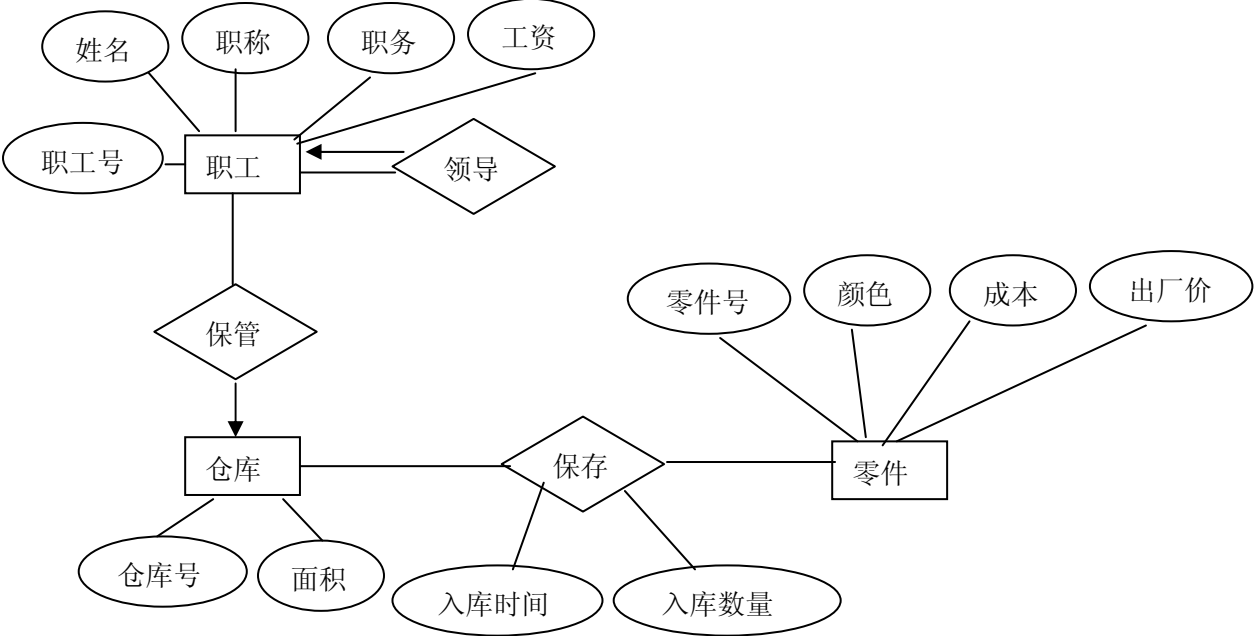 姓名
职称
职务
工资
职工号
职工
领导
保管
零件号
颜色
成本
出厂价
仓库
保存
零件
仓库号
面积
入库时间
入库数量